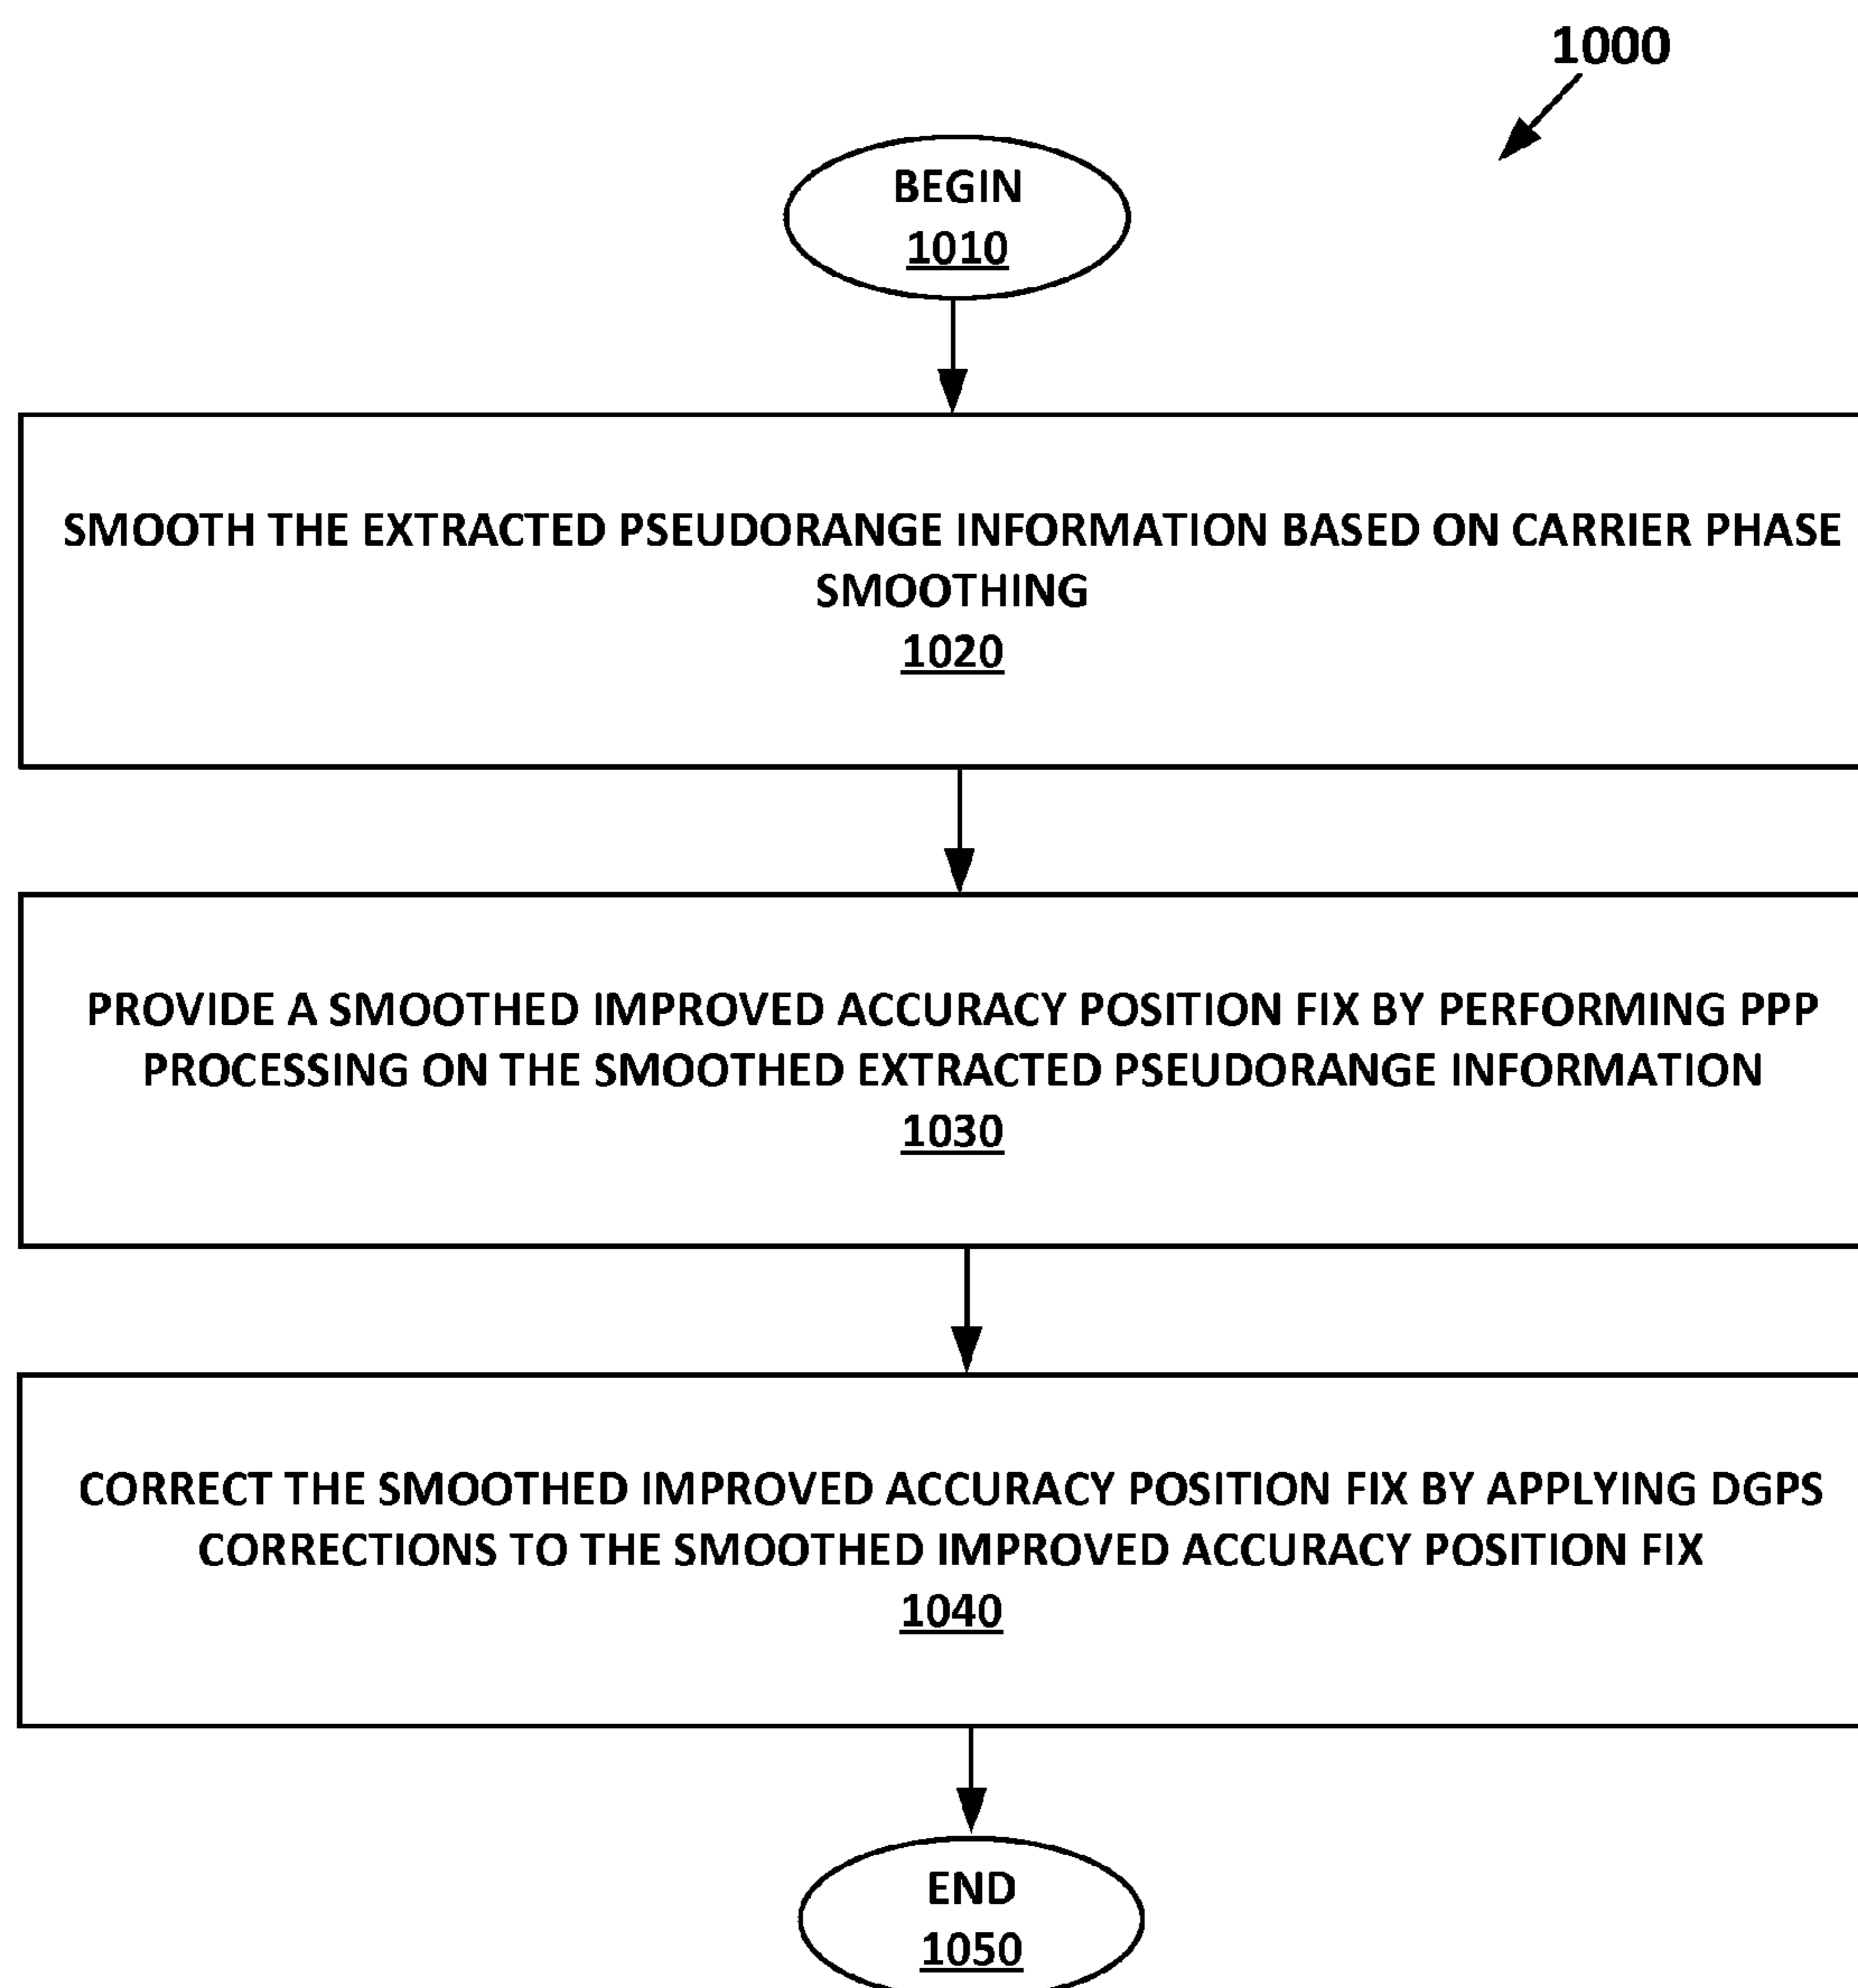 1000
BEGIN
1010
SMOOTH THE EXTRACTED PSEUDORANGE INFORMATION BASED ON CARRIER PHASE
SMOOTHING
1020
PROVIDE A SMOOTHED IMPROVED ACCURACY POSITION FIX BY PERFORMING PPP
PROCESSING ON THE SMOOTHED EXTRACTED PSEUDORANGE INFORMATION
1030
CORRECT THE SMOOTHED IMPROVED ACCURACY POSITION FIX BY APPLYING DGPS
CORRECTIONS TO THE SMOOTHED IMPROVED ACCURACY POSITION FIX
1040
END
1050